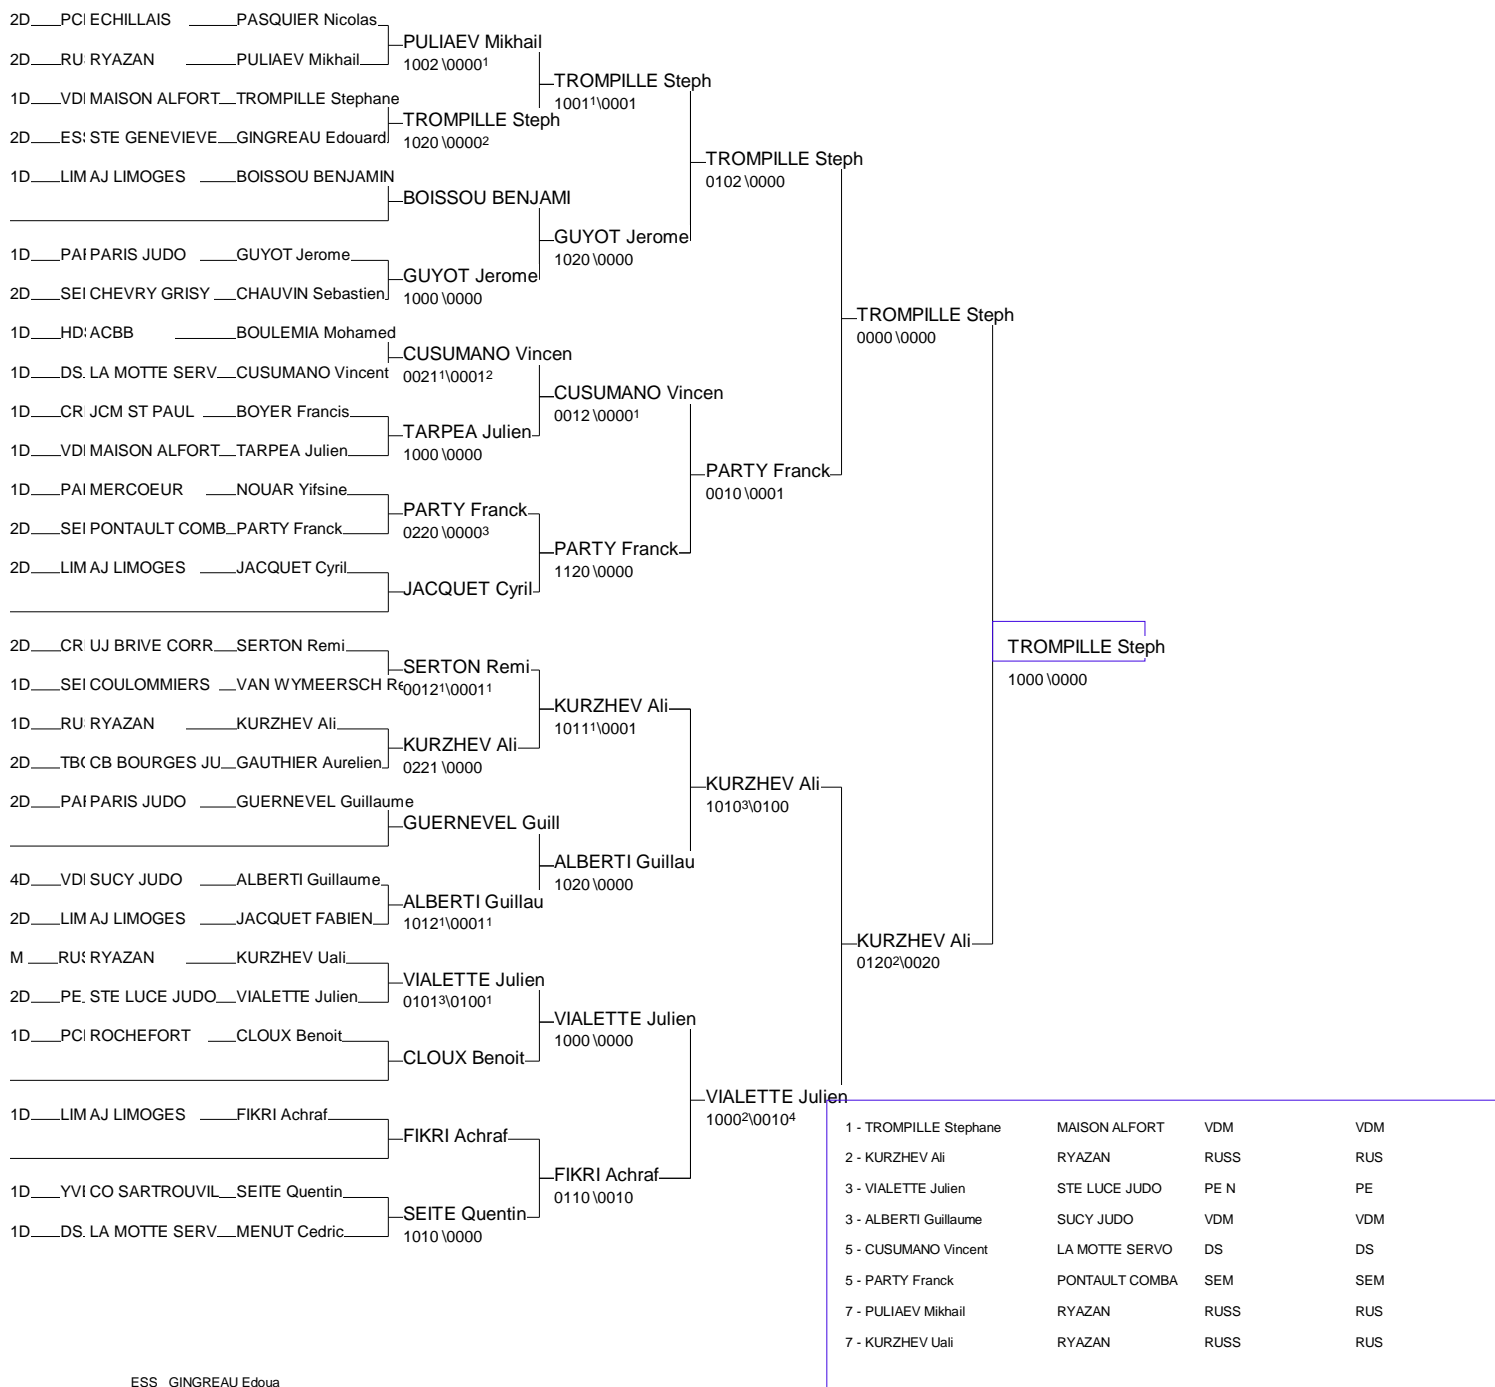 2D PC ECHILLAIS PASQUIER Nicolas
PULIAEV Mikhail
2D RU RYAZAN PULIAEV Mikhail
1002 \0000¹
TROMPILLE Steph
1001¹\0001
1D VD MAISON ALFORT TROMPILLE Stephane
TROMPILLE Steph
2D ES STE GENEVIEVE GINGREAU Edouard
1020 \0000²
TROMPILLE Steph
0102 \0000
1D LIM AJ LIMOGES BOISSOU BENJAMIN
BOISSOU BENJAMI
GUYOT Jerome
1020 \0000
1D PA PARIS JUDO GUYOT Jerome
GUYOT Jerome
2D SE CHEVRY GRISY CHAUVIN Sebastien
1000 \0000
TROMPILLE Steph
0000 \0000
1D HD ACBB BOULEMIA Mohamed
CUSUMANO Vincen
1D DS. LA MOTTE SERV CUSUMANO Vincent
0021¹\0001²
CUSUMANO Vincen
0012 \0000¹
1D CR JCM ST PAUL BOYER Francis
TARPEA Julien
1D VD MAISON ALFORT TARPEA Julien
1000 \0000
PARTY Franck
0010 \0001
1D PA MERCOEUR NOUAR Yifsine
PARTY Franck
2D SE PONTAULT COMB PARTY Franck
0220 \0000³
PARTY Franck
1120 \0000
2D LIM AJ LIMOGES JACQUET Cyril
JACQUET Cyril
TROMPILLE Steph
1000 \0000
2D CR UJ BRIVE CORR SERTON Remi
SERTON Remi
1D SE COULOMMIERS VAN WYMEERSCH Re
0012¹\0001¹
KURZHEV Ali
1011¹\0001
1D RU RYAZAN KURZHEV Ali
KURZHEV Ali
2D TB CB BOURGES JU GAUTHIER Aurelien
0221 \0000
KURZHEV Ali
1010³\0100
2D PA PARIS JUDO GUERNEVEL Guillaume
GUERNEVEL Guill
ALBERTI Guillau
1020 \0000
4D VD SUCY JUDO ALBERTI Guillaume
ALBERTI Guillau
2D LIM AJ LIMOGES JACQUET FABIEN
1012¹\0001¹
KURZHEV Ali
0120²\0020
M RUS RYAZAN KURZHEV Uali
VIALETTE Julien
2D PE STE LUCE JUDO VIALETTE Julien
0101³\0100¹
VIALETTE Julien
1000 \0000
1D PC ROCHEFORT CLOUX Benoit
CLOUX Benoit
VIALETTE Julien
1000²\0010⁴
1D LIM AJ LIMOGES FIKRI Achraf
FIKRI Achraf
FIKRI Achraf
0110 \0010
1D YV CO SARTROUVIL SEITE Quentin
SEITE Quentin
1D DS. LA MOTTE SERV MENUT Cedric
1010 \0000
1 - TROMPILLE Stephane MAISON ALFORT VDM VDM
2 - KURZHEV Ali RYAZAN RUSS RUS
3 - VIALETTE Julien STE LUCE JUDO PE N PE
3 - ALBERTI Guillaume SUCY JUDO VDM VDM
5 - CUSUMANO Vincent LA MOTTE SERVO DS DS
5 - PARTY Franck PONTAULT COMBA SEM SEM
7 - PULIAEV Mikhail RYAZAN RUSS RUS
7 - KURZHEV Uali RYAZAN RUSS RUS
ESS GINGREAU Edoua